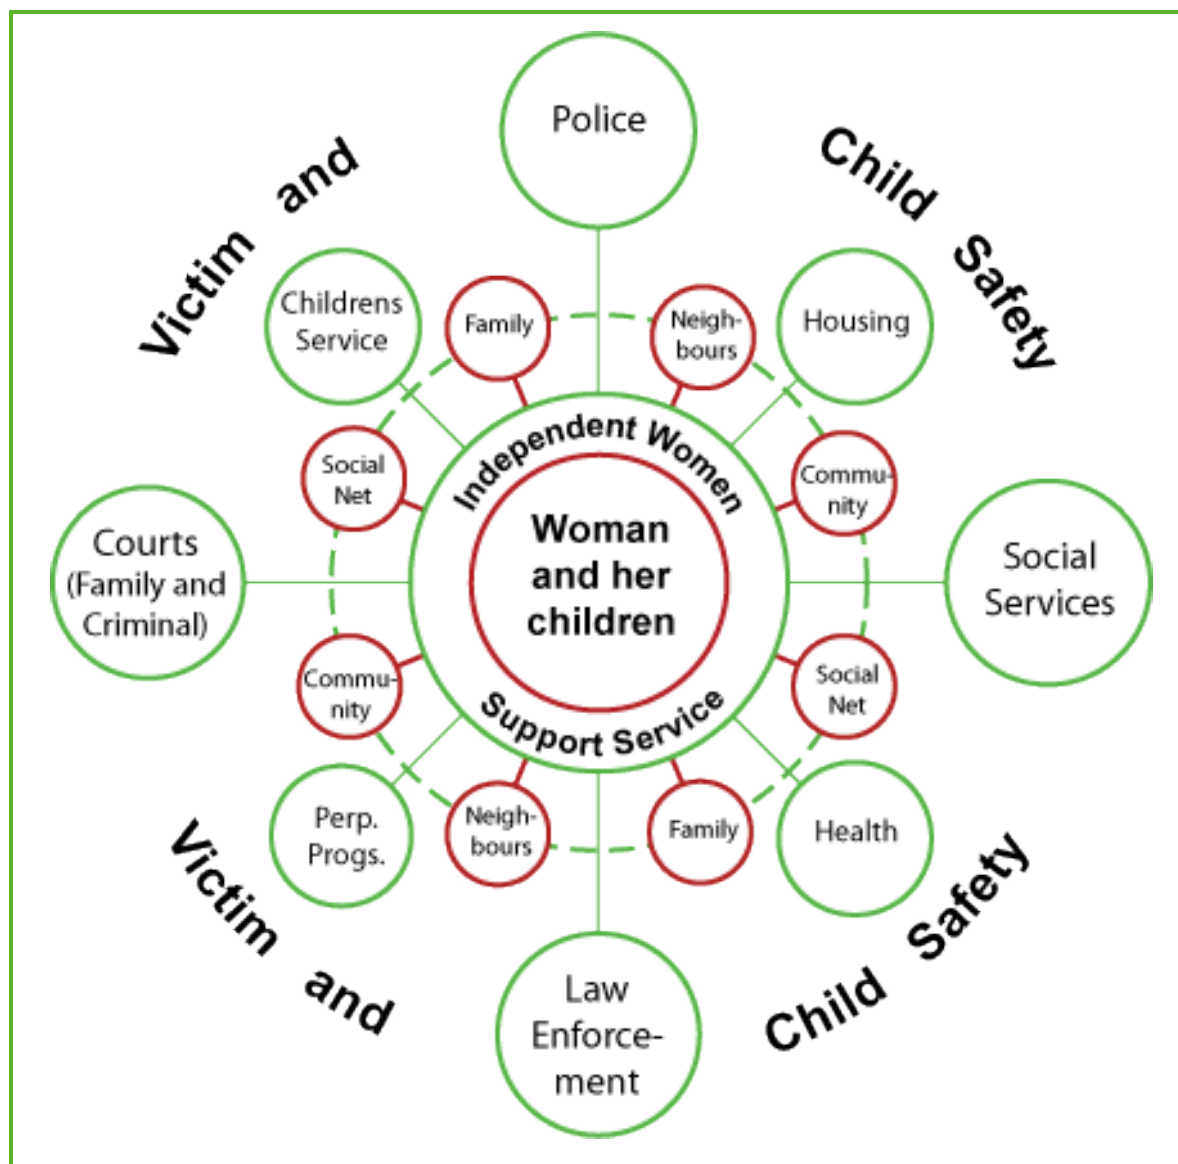 Police
Victim and
Child Safety
Childrens
Service
Family
Neigh-
bours
Housing
Social
Net
Independent Women
Commu-
nity
Courts
(Family and
Criminal)
Woman
and her
children
Social
Services
Commu-
nity
Support Service
Social
Net
Perp.
Progs.
Neigh-
bours
Family
Health
Victim and
Child Safety
Law
Enforce-
ment